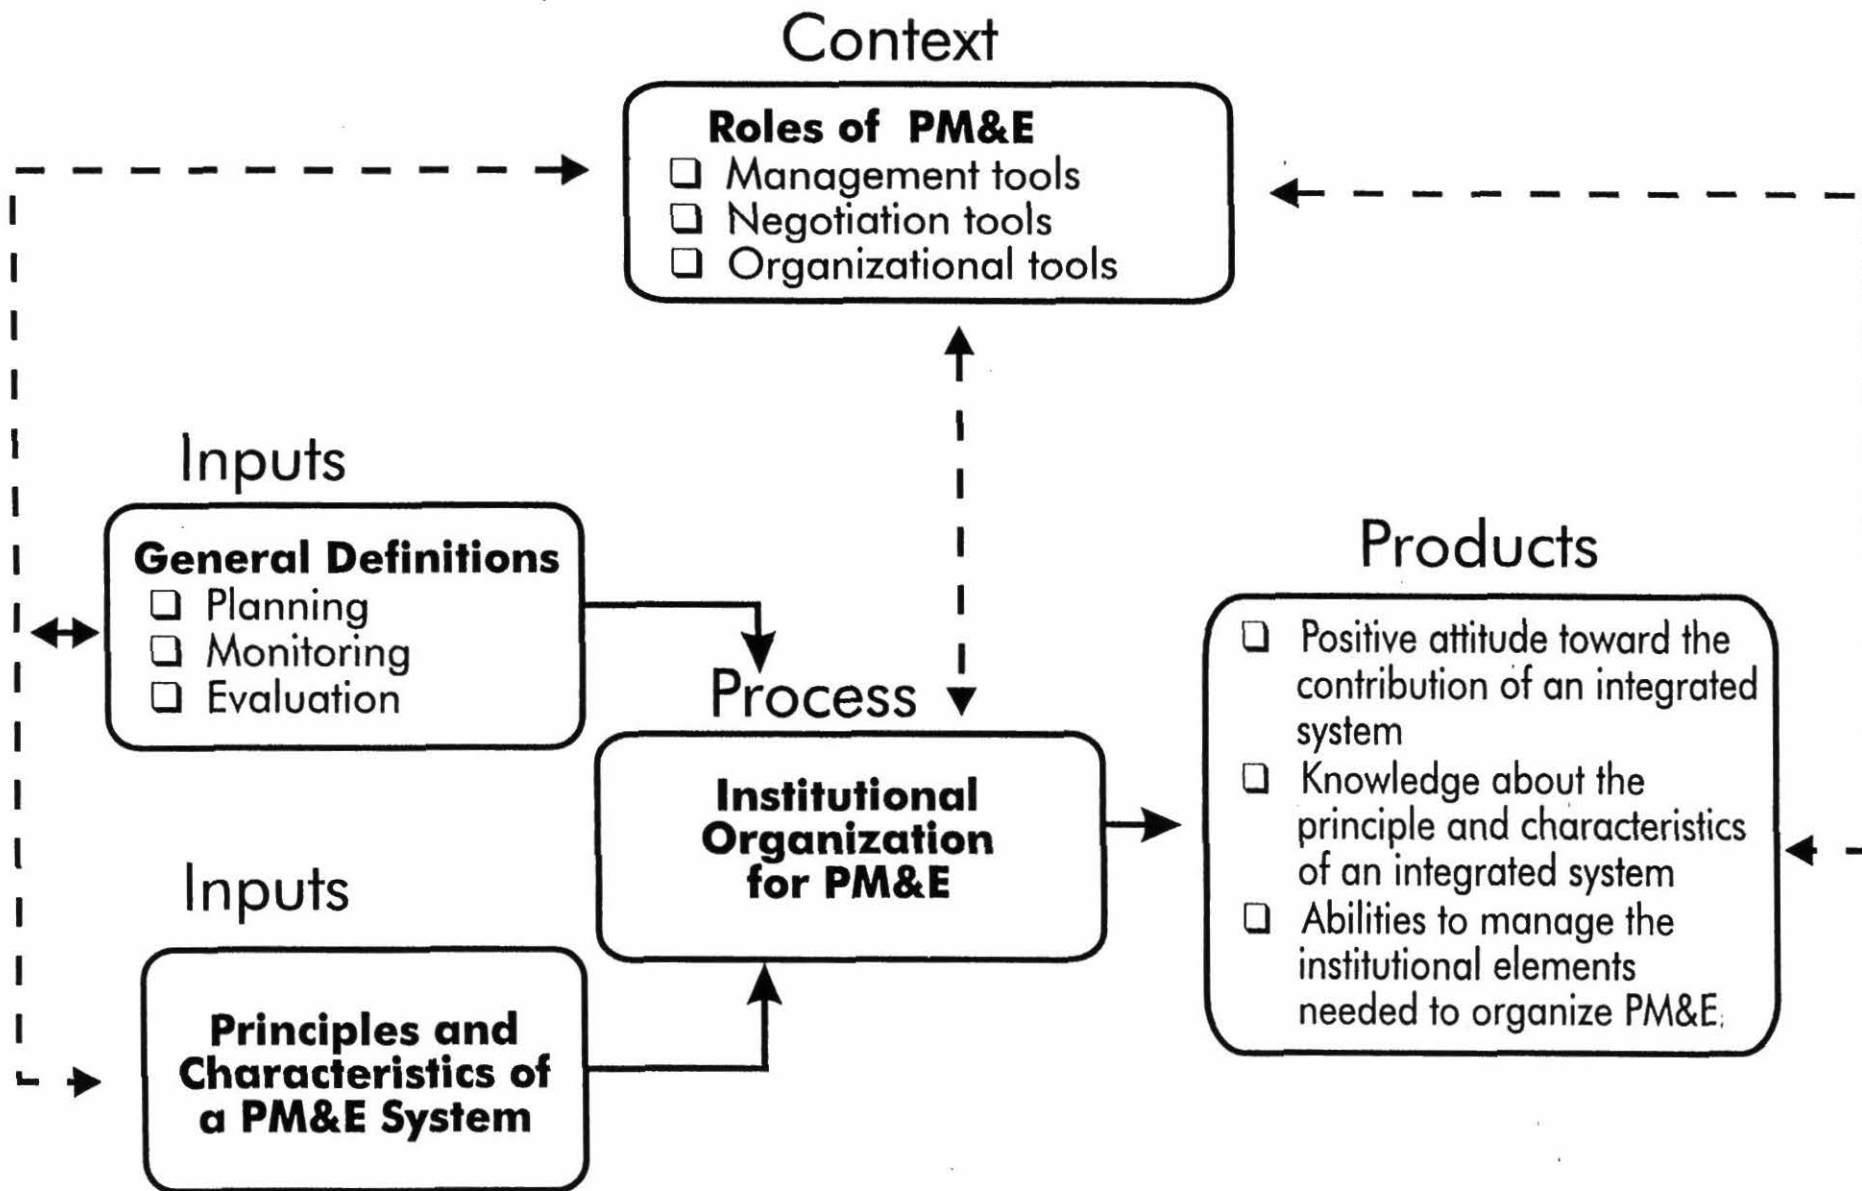 Context
Roles of PM&E
❑ Management tools
❑ Negotiation tools
❑ Organizational tools
Inputs
General Definitions
❑ Planning
❑ Monitoring
❑ Evaluation
Inputs
Principles and
Characteristics of
a PM&E System
Process
Institutional
Organization
for PM&E
Products
❑ Positive attitude toward the
contribution of an integrated
system
❑ Knowledge about the
principle and characteristics
of an integrated system
❑ Abilities to manage the
institutional elements
needed to organize PM&E.